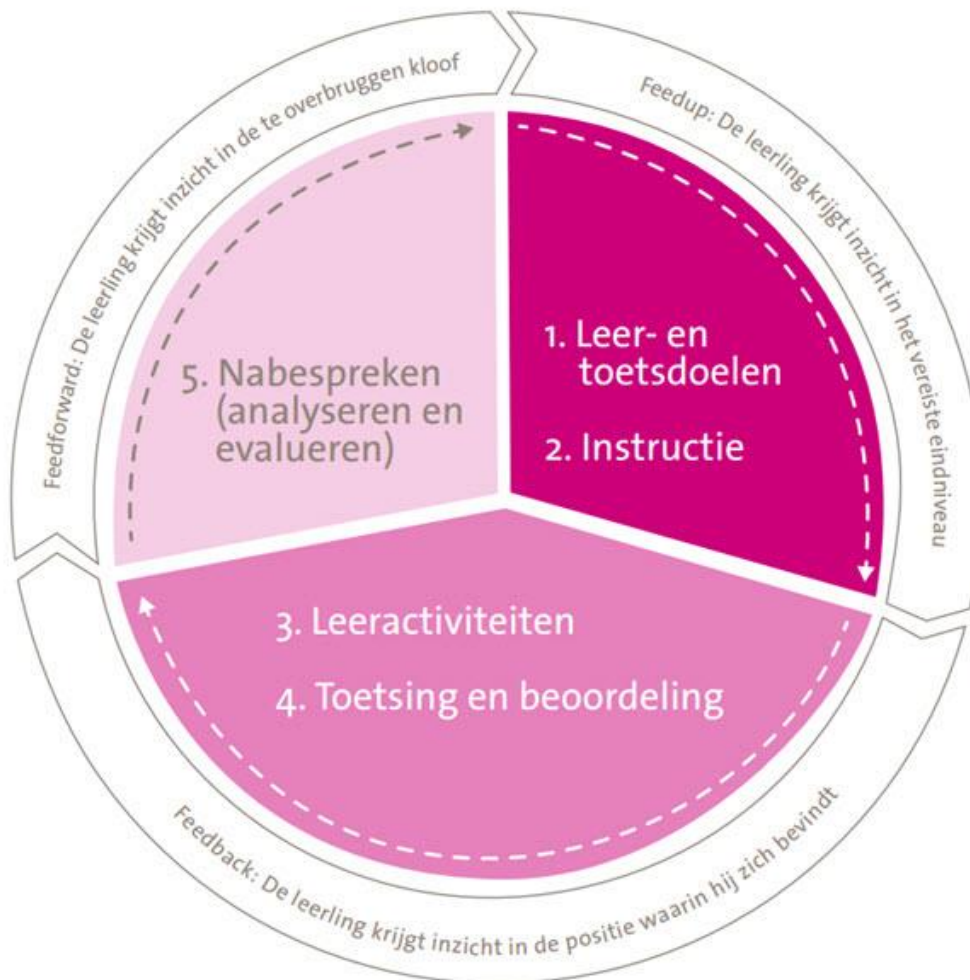 Feedforward: De leerling krijgt inzicht in de te overbruggen kloof
Feedup: De leerling krijgt inzicht in het vereiste eindniveau
1. Leer- en
toetsdoelen
2. Instructie
5. Nabespreken
(analyseren en
evalueren)
3. Leeractiviteiten
4. Toetsing en beoordeling
Feedback: De leerling krijgt inzicht in de positie waarin hij zich bevindt